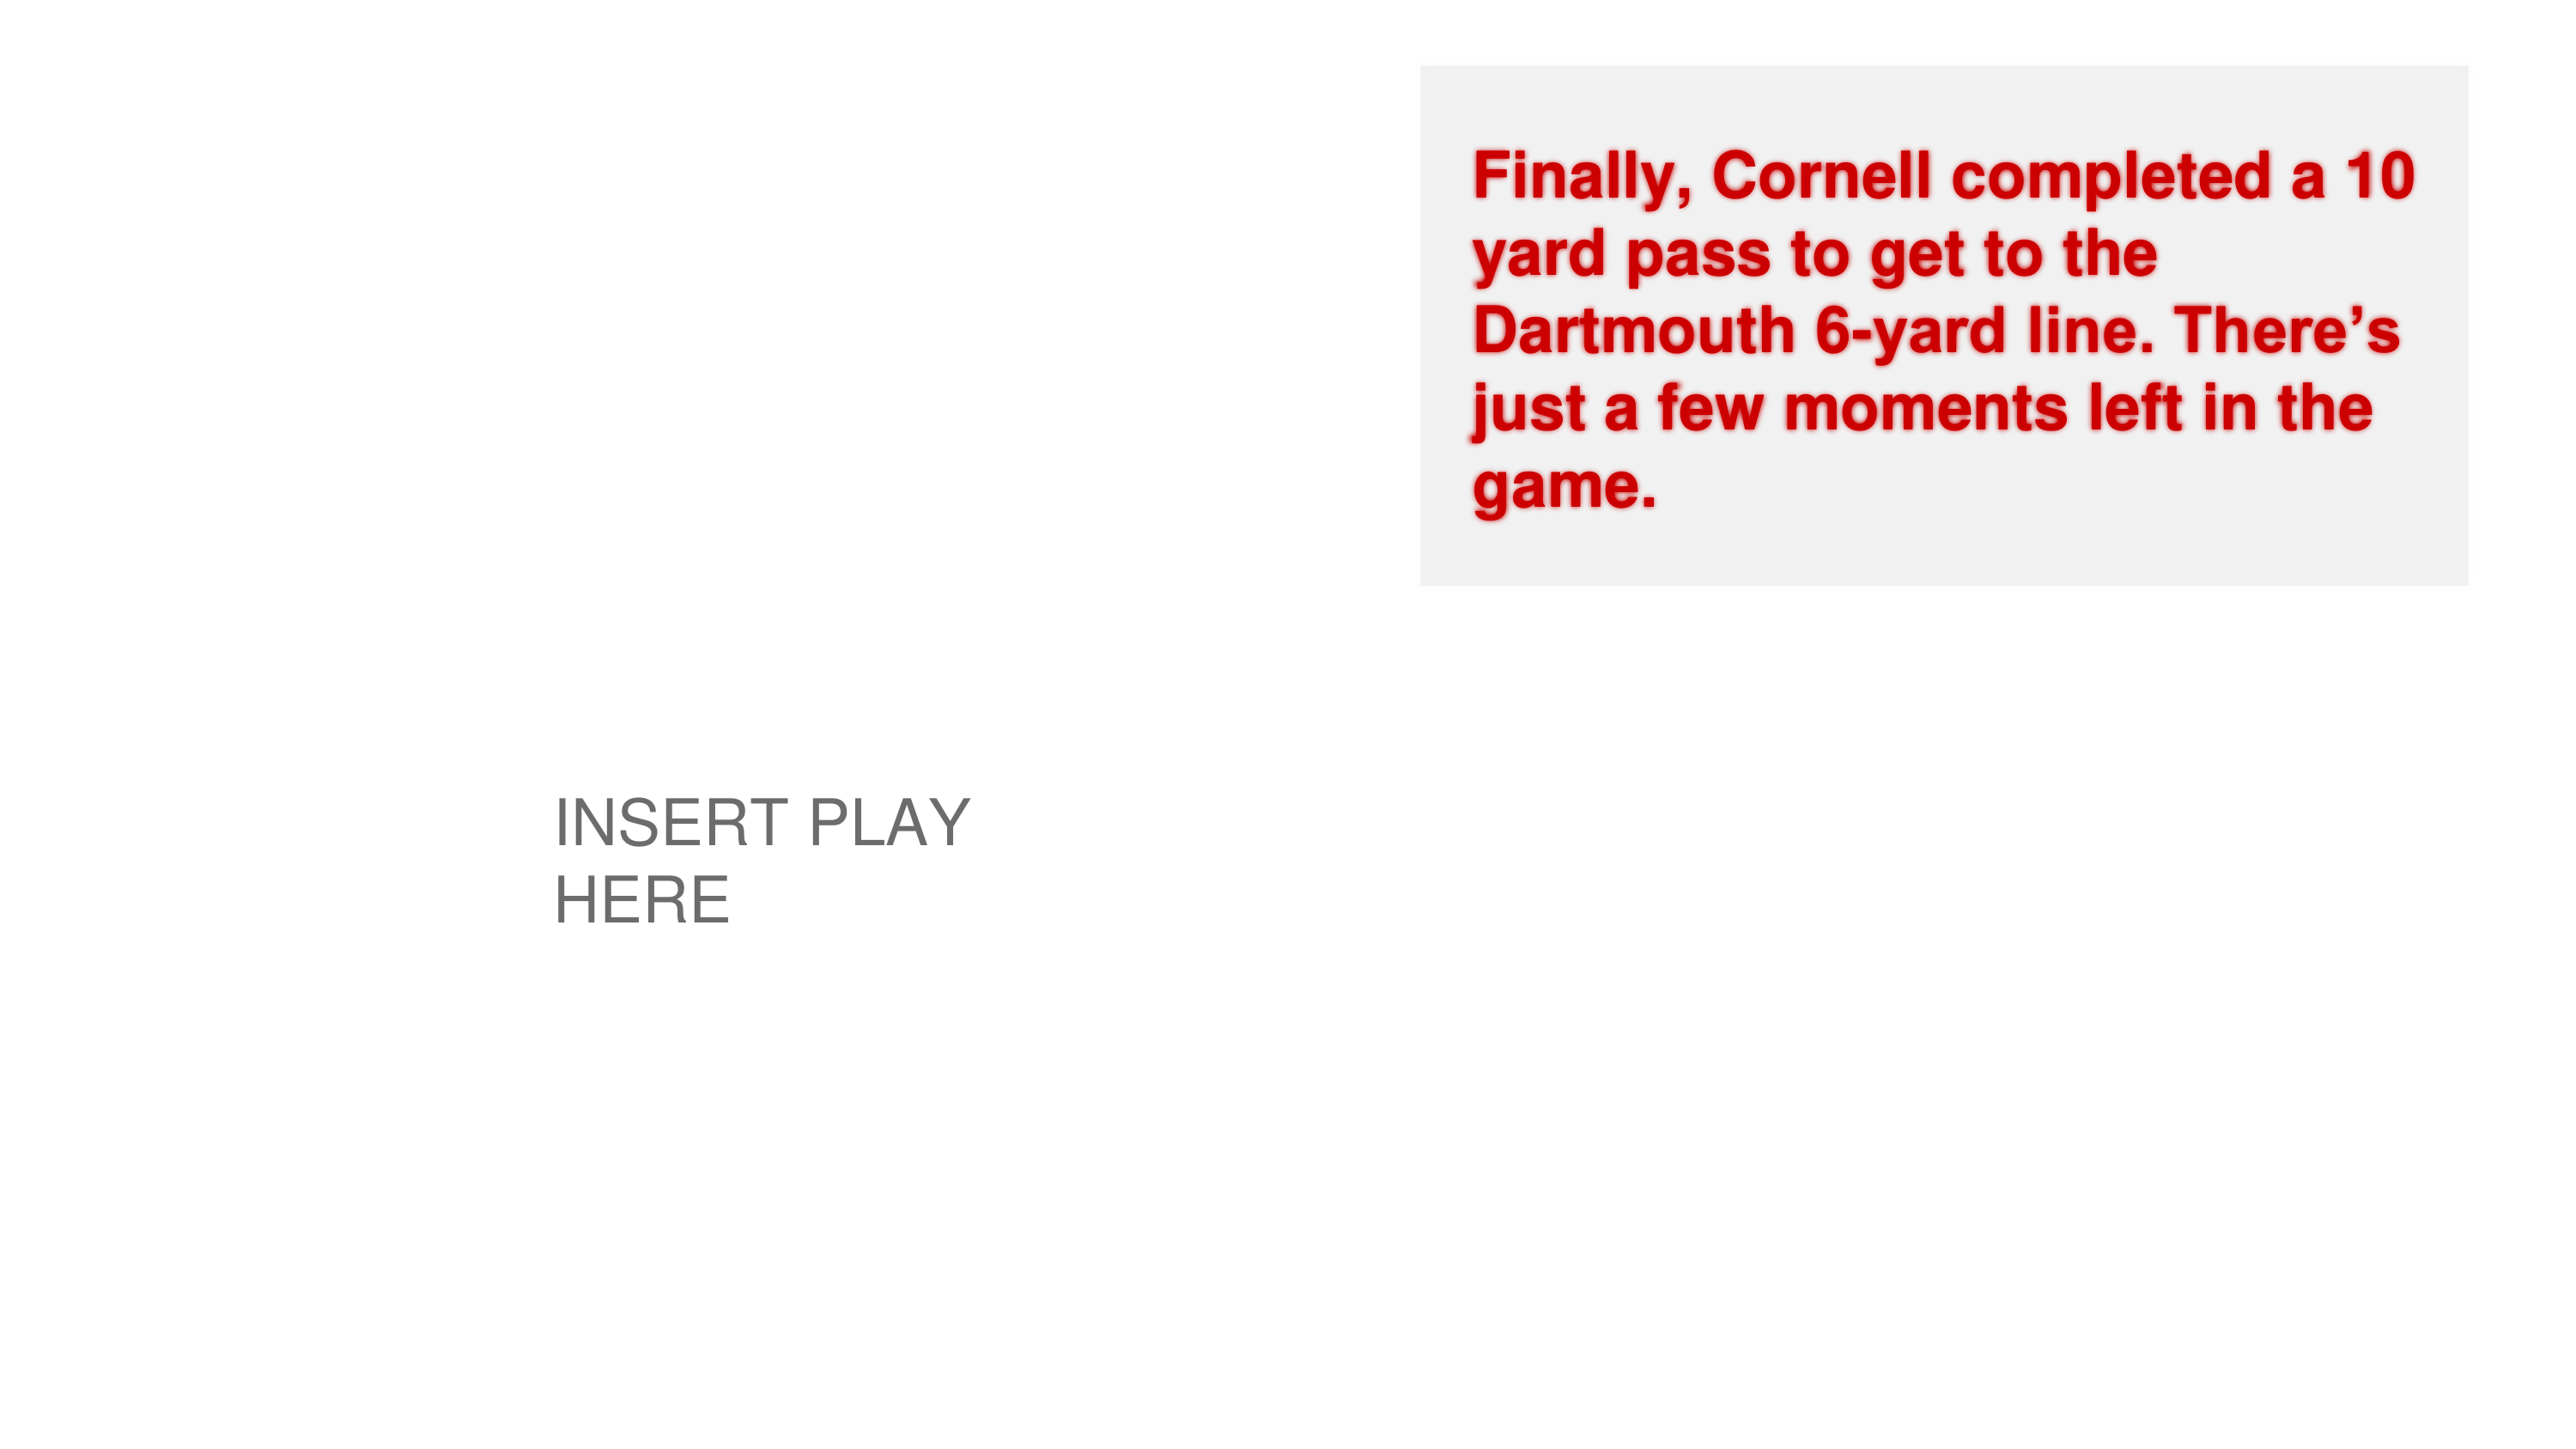 Finally, Cornell completed a 10
yard pass to get to the
Dartmouth 6-yard line. There’s
just a few moments left in the
game.
INSERT PLAY
HERE